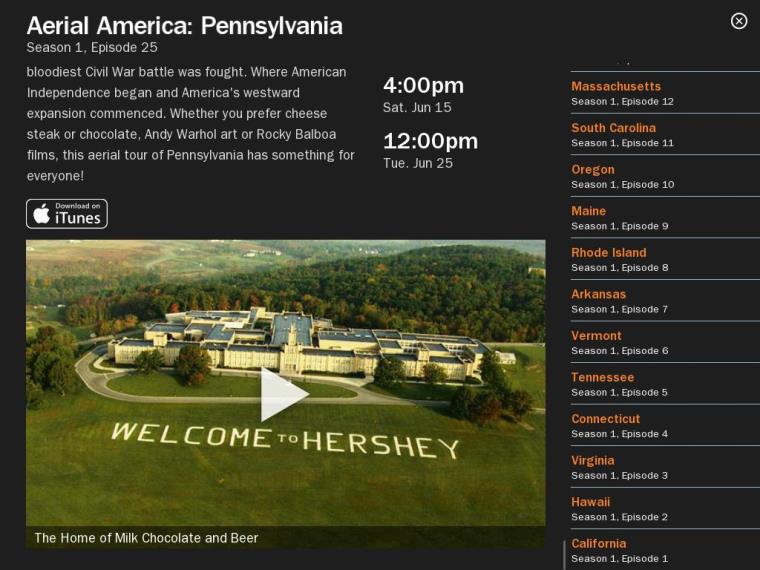 Aerial America: Pennsylvania
Season 1, Episode 25
bloodiest Civil War battle was fought. Where American
Independence began and America's westward
expansion commenced. Whether you prefer cheese
steak or chocolate, Andy Warhol art or Rocky Balboa
films, this aerial tour of Pennsylvania has something for
everyone!
4:00pm
Sat. Jun 15
12:00pm
Tue. Jun 25
Download on
iTunes
WELCOME TO HERSHEY
The Home of Milk Chocolate and Beer
Massachusetts
Season 1, Episode 12
South Carolina
Season 1, Episode 11
Oregon
Season 1, Episode 10
Maine
Season 1, Episode 9
Rhode Island
Season 1, Episode 8
Arkansas
Season 1, Episode 7
Vermont
Season 1, Episode 6
Tennessee
Season 1, Episode 5
Connecticut
Season 1, Episode 4
Virginia
Season 1, Episode 3
Hawaii
Season 1, Episode 2
California
Season 1, Episode 1